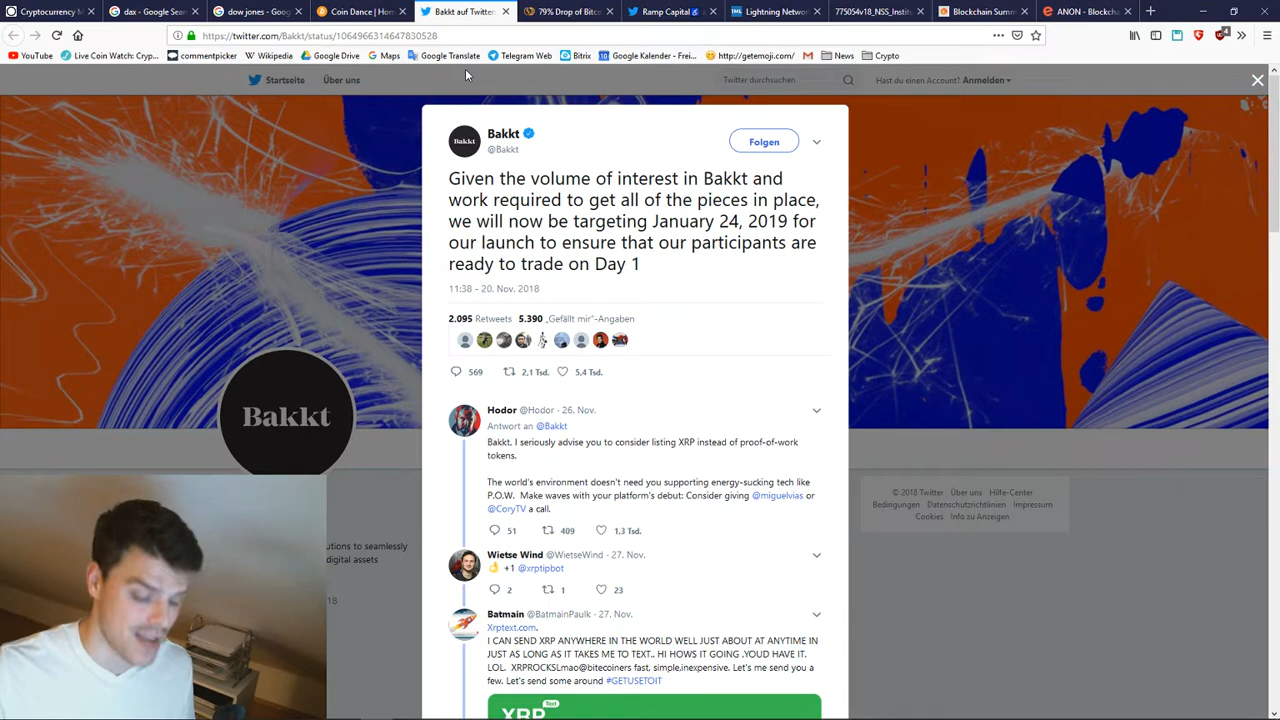 Cryptocurrency M
dax - Google Sear
dow jones - Goog
Coin Dance | Hom
Bakkt auf Twitter
79% Drop of Bitco
Ramp Capital
Lightning Networ
775054v18_NSS_Instit
Blockchain Summ
ANON - Blockcha
https://twitter.com/Bakkt/status/1064966314647830528
YouTube
Live Coin Watch: Cryp...
commentpicker
Wikipedia
Google Drive
Maps
Google Translate
Telegram Web
Bitrix
Google Kalender - Frei...
http://getemoji.com/
News
Crypto
4
Startseite
Über uns
Twitter durchsuchen
Hast du einen Account? Anmelden
Bakkt
Bakkt
@Bakkt
Folgen
Given the volume of interest in Bakkt and
work required to get all of the pieces in place,
we will now be targeting January 24, 2019 for
our launch to ensure that our participants are
ready to trade on Day 1
11:38 - 20. Nov. 2018
2.095 Retweets 5.390 „Gefällt mir“-Angaben
569 2,1 Tsd. 5,4 Tsd.
Bakkt
Hodor @Hodor · 26. Nov.
Antwort an @Bakkt
Bakkt, I seriously advise you to consider listing XRP instead of proof-of-work
tokens.
The world's environment doesn't need you supporting energy-sucking tech like
P.O.W. Make waves with your platform's debut: Consider giving @miguelvias or
@CoryTV a call.
51 409 1,3 Tsd.
© 2018 Twitter Über uns Hilfe-Center
Bedingungen Datenschutzrichtlinien Impressum
Cookies Info zu Anzeigen
utions to seamlessly
digital assets
18
Wietse Wind @WietseWind · 27. Nov.
👌 +1 @xrptipbot
2 1 23
Batmain @BatmainPaulk · 27. Nov.
Xrptext.com.
I CAN SEND XRP ANYWHERE IN THE WORLD WELL JUST ABOUT AT ANYTIME IN
JUST AS LONG AS IT TAKES ME TO TEXT.. HI HOWS IT GOING .YOUD HAVE IT.
LOL. XRPROCKSLmao@bitecoiners fast, simple,inexpensive. Let's me send you a
few. Let's send some around #GETUSETOIT
XRP Text